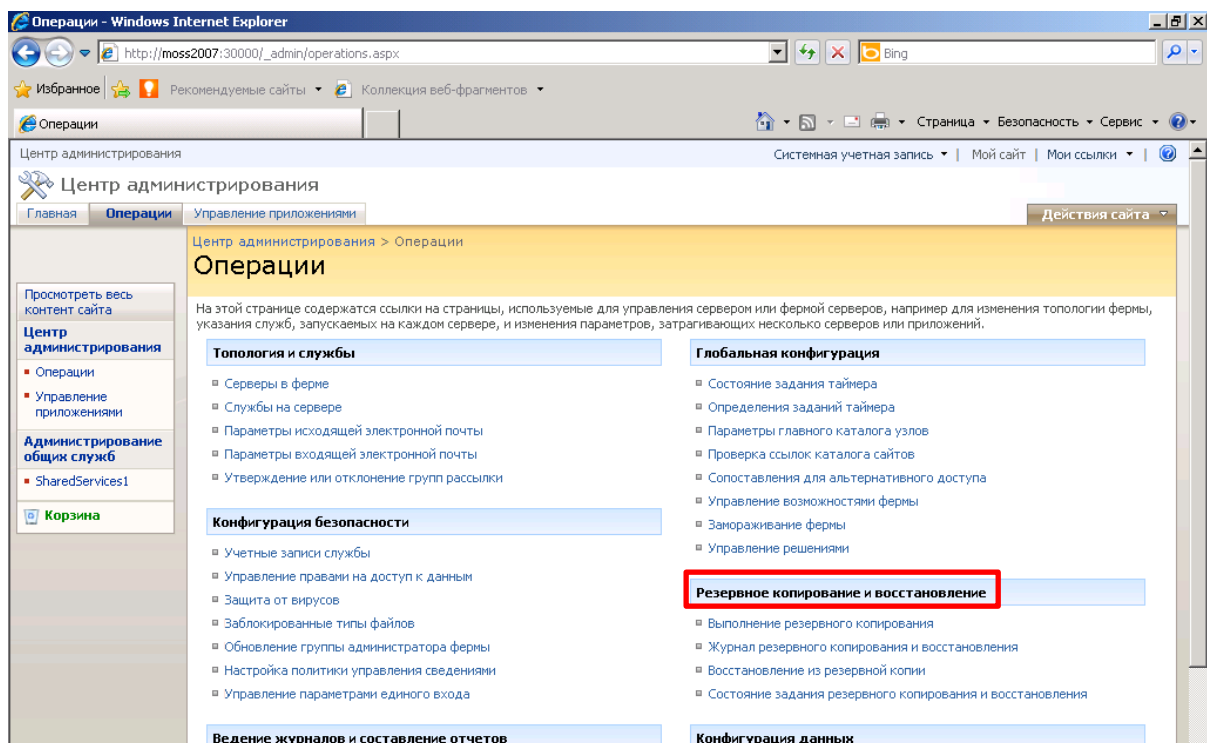 Операции - Windows Internet Explorer
http://moss2007:30000/_admin/operations.aspx
Bing
Избранное
Рекомендуемые сайты
Коллекция веб-фрагментов
Операции
Страница
Безопасность
Сервис
Центр администрирования
Системная учетная запись
Мой сайт
Мои ссылки
Центр администрирования
Главная
Операции
Управление приложениями
Действия сайта
Центр администрирования > Операции
Операции
Просмотреть весь
контент сайта
Центр
администрирования
Операции
Управление
приложениями
Администрирование
общих служб
SharedServices1
Корзина
На этой странице содержатся ссылки на страницы, используемые для управления сервером или фермой серверов, например для изменения топологии фермы,
указания служб, запускаемых на каждом сервере, и изменения параметров, затрагивающих несколько серверов или приложений.
Топология и службы
Серверы в ферме
Службы на сервере
Параметры исходящей электронной почты
Параметры входящей электронной почты
Утверждение или отклонение групп рассылки
Конфигурация безопасности
Учетные записи службы
Управление правами на доступ к данным
Защита от вирусов
Заблокированные типы файлов
Обновление группы администратора фермы
Настройка политики управления сведениями
Управление параметрами единого входа
Ведение журналов и составление отчетов
Глобальная конфигурация
Состояние задания таймера
Определения заданий таймера
Параметры главного каталога узлов
Проверка ссылок каталога сайтов
Сопоставления для альтернативного доступа
Управление возможностями фермы
Замораживание фермы
Управление решениями
Резервное копирование и восстановление
Выполнение резервного копирования
Журнал резервного копирования и восстановления
Восстановление из резервной копии
Состояние задания резервного копирования и восстановления
Конфигурация данных